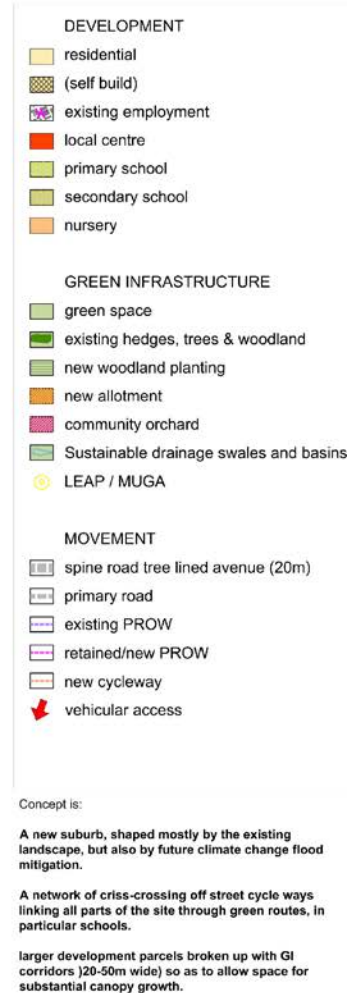 DEVELOPMENT
residential
(self build)
existing employment
local centre
primary school
secondary school
nursery
GREEN INFRASTRUCTURE
green space
existing hedges, trees & woodland
new woodland planting
new allotment
community orchard
Sustainable drainage swales and basins
LEAP / MUGA
MOVEMENT
spine road tree lined avenue (20m)
primary road
existing PROW
retained/new PROW
new cycleway
vehicular access
Concept is:
A new suburb, shaped mostly by the existing
landscape, but also by future climate change flood
mitigation.
A network of criss-crossing off street cycle ways
linking all parts of the site through green routes, in
particular schools.
larger development parcels broken up with GI
corridors )20-50m wide) so as to allow space for
substantial canopy growth.